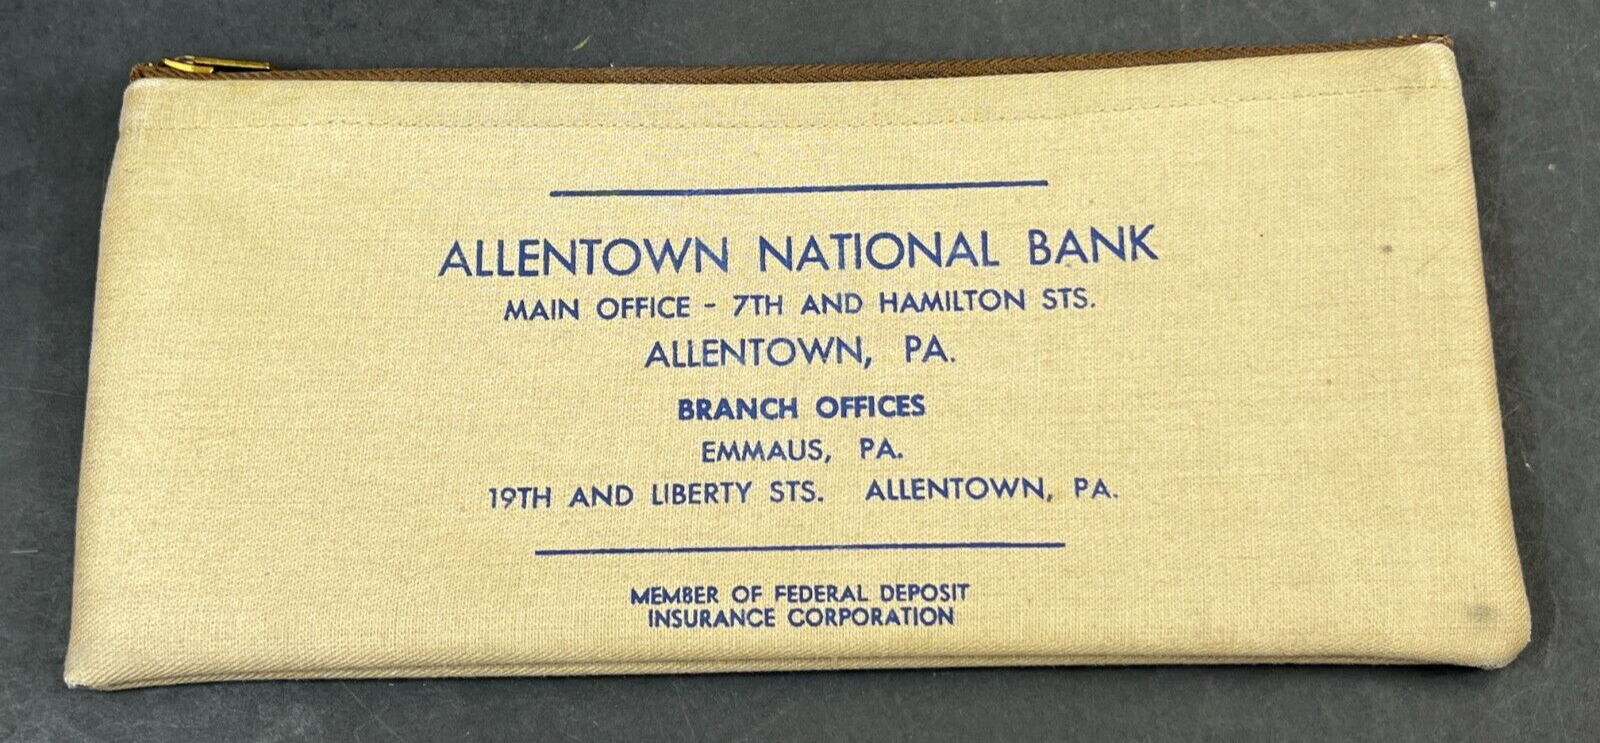 ALLENTOWN NATIONAL BANK
MAIN OFFICE - 7TH AND HAMILTON STS.
ALLENTOWN, PA.
BRANCH OFFICES
EMMAUS, PA.
19TH AND LIBERTY STS. ALLENTOWN, PA.
MEMBER OF FEDERAL DEPOSIT
INSURANCE CORPORATION